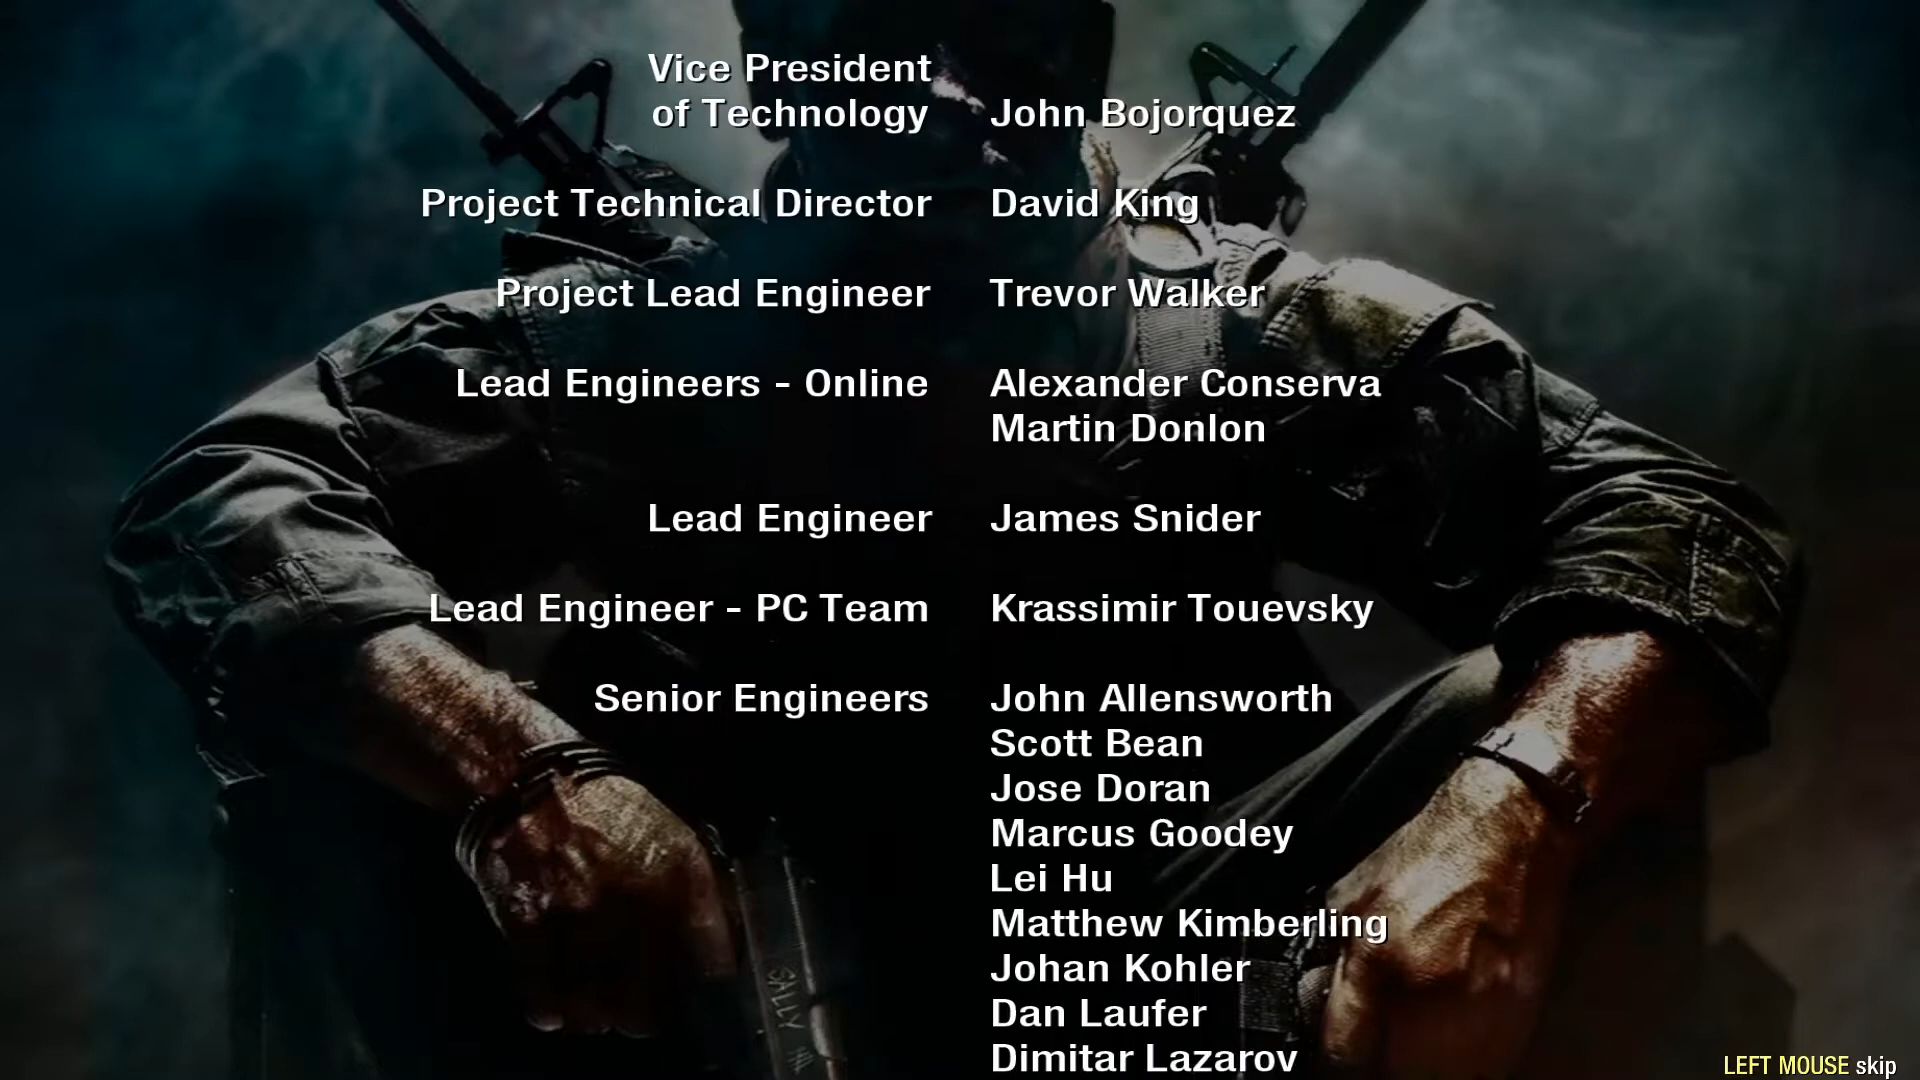 Vice President
of Technology John Bojorquez
Project Technical Director David King
Project Lead Engineer Trevor Walker
Lead Engineers - Online Alexander Conserva
Martin Donlon
Lead Engineer James Snider
Lead Engineer - PC Team Krassimir Touevsky
Senior Engineers John Allensworth
Scott Bean
Jose Doran
Marcus Goodey
Lei Hu
Matthew Kimberling
Johan Kohler
Dan Laufer
Dimitar Lazarov
SALLY
LEFT MOUSE skip